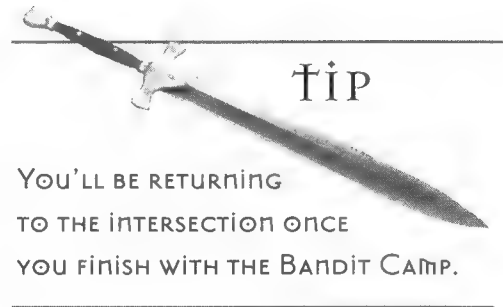 TIP
YOU'LL BE RETURNING
TO THE INTERSECTION ONCE
YOU FINISH WITH THE BANDIT CAMP.